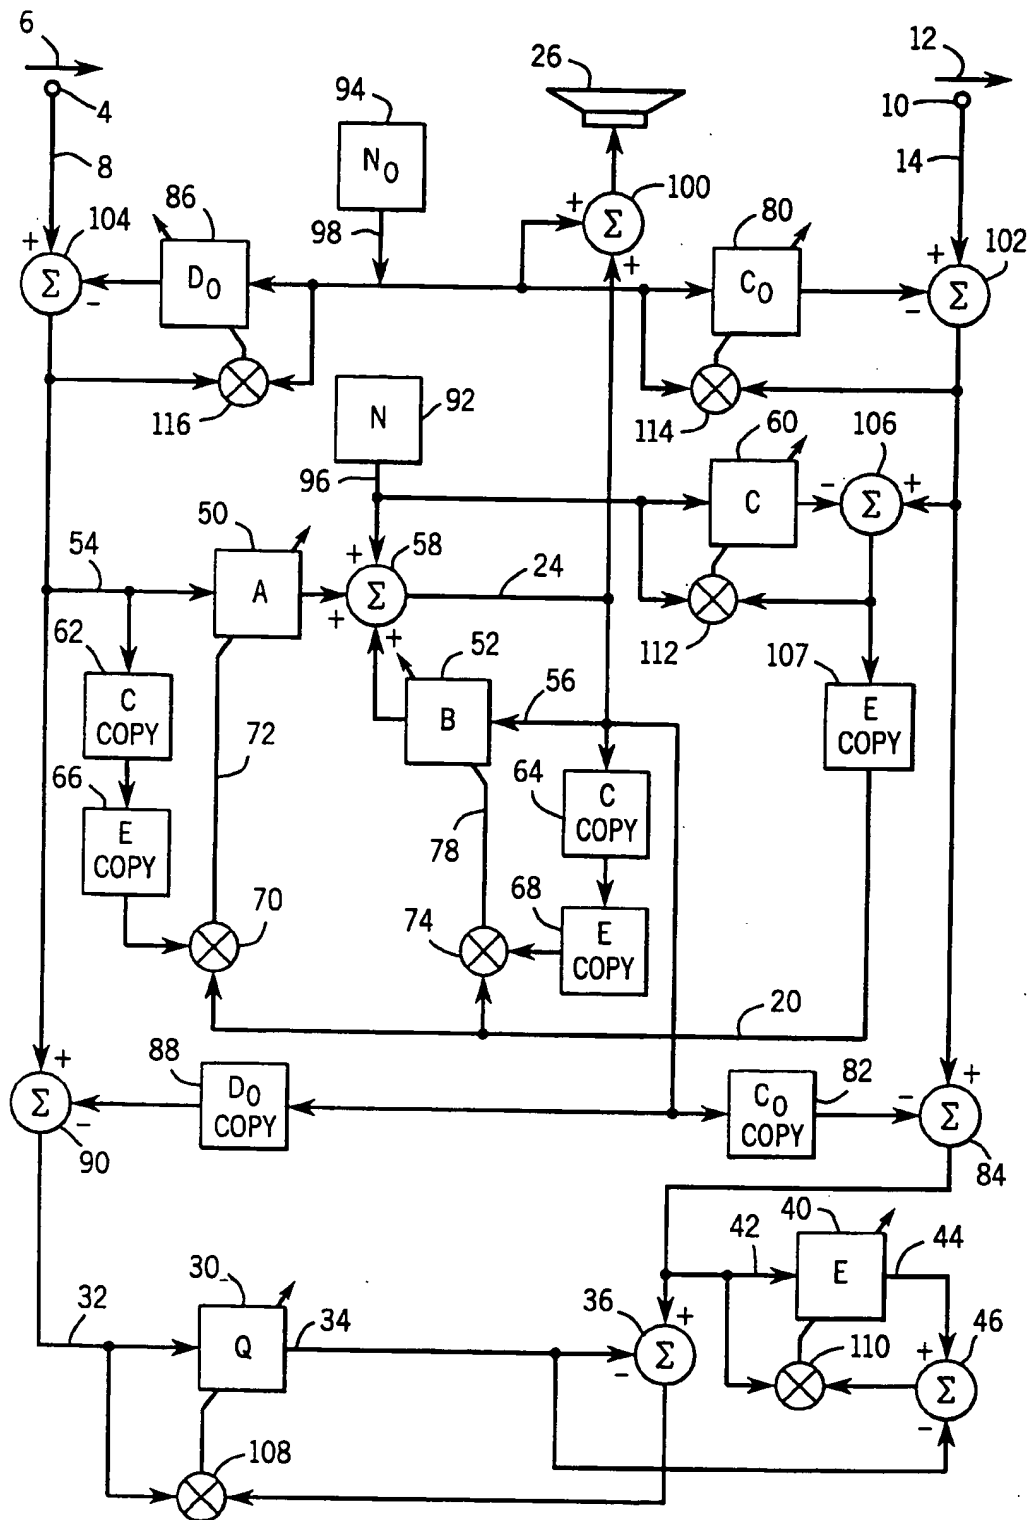 6
12
26
4
94
10
N0
8
14
86
100
80
104
98
+
Σ
+
102
+
+
Σ
D0
C0
Σ
-
-
92
116
N
114
60
106
96
C
-
Σ
+
50
54
+
58
24
A
Σ
+
+
62
52
112
107
C
COPY
B
56
E
COPY
72
66
64
C
COPY
E
COPY
78
68
70
74
E
COPY
20
88
82
+
D0
COPY
C0
COPY
+
Σ
-
-
Σ
90
84
40
42
44
30
E
32
34
36
+
46
Q
Σ
110
+
-
Σ
108
-